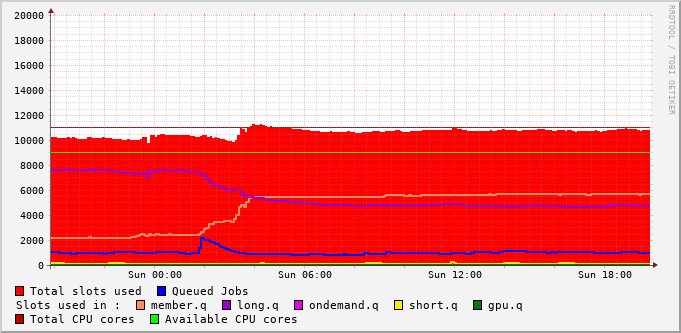 20000
18000
16000
14000
12000
10000
8000
6000
4000
2000
0
Sun 00:00 Sun 06:00 Sun 12:00 Sun 18:00
RRDTOOL / TOBI OETIKER
Total slots used Queued Jobs
Slots used in : member.q long.q ondemand.q short.q gpu.q
Total CPU cores Available CPU cores